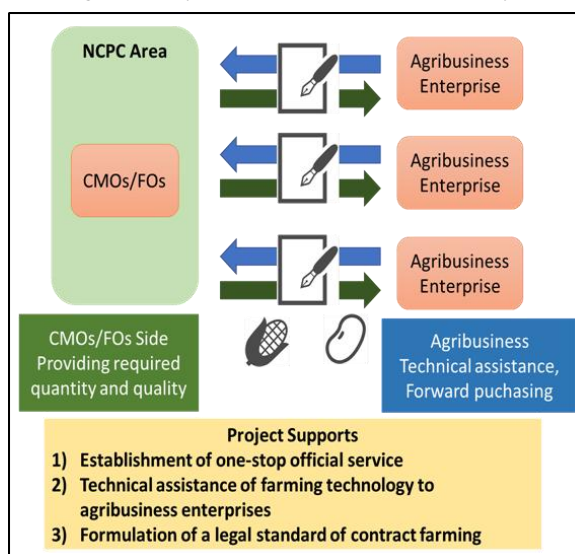 NCPC Area
CMOs/FOs
Agribusiness
Enterprise
Agribusiness
Enterprise
Agribusiness
Enterprise
CMOs/FOs Side
Providing required
quantity and quality
Agribusiness
Technical assistance,
Forward puchasing
Project Supports
1) Establishment of one-stop official service
2) Technical assistance of farming technology to
agribusiness enterprises
3) Formulation of a legal standard of contract farming